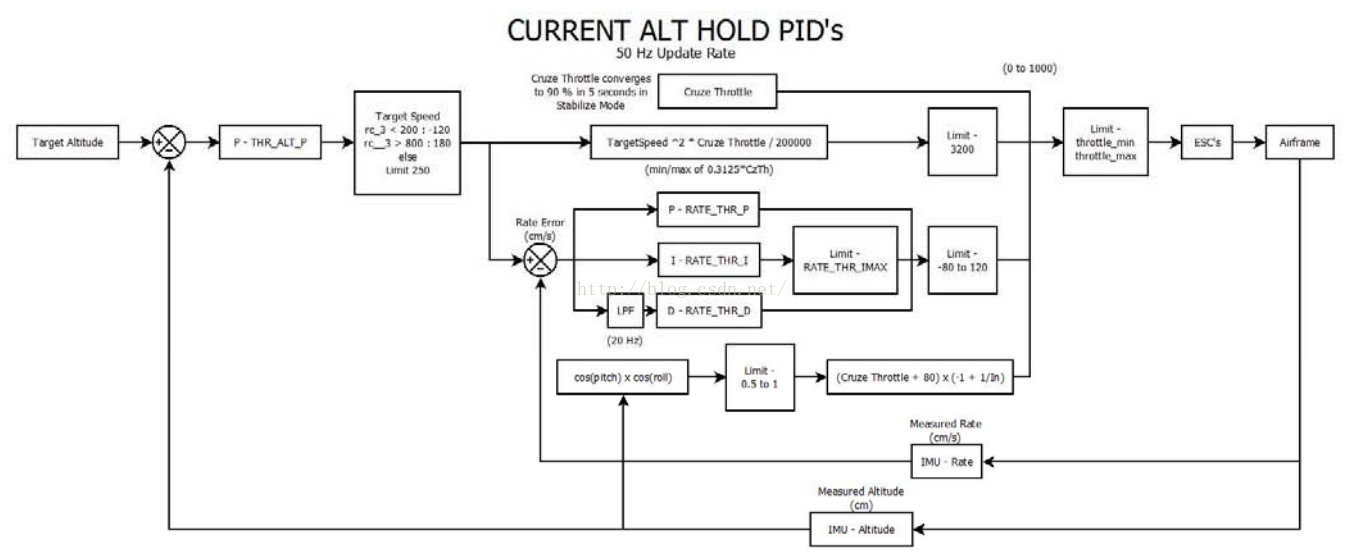 CURRENT ALT HOLD PID's
50 Hz Update Rate
Cruze Throttle converges
to 90 % in 5 seconds in
Stabilize Mode
Cruze Throttle
(0 to 1000)
Target Altitude
P - THR_ALT_P
Target Speed
rc_3 < 200 : -120
rc__3 > 800 : 180
else
Limit 250
TargetSpeed ^2 * Cruze Throttle / 200000
(min/max of 0.3125*CzTh)
Limit -
3200
Limit -
throttle_min
throttle_max
ESC's
Airframe
Rate Error
(cm/s)
P - RATE_THR_P
I - RATE_THR_I
Limit -
RATE_THR_IMAX
Limit -
-80 to 120
http://blog.csdn.net/
LPF
(20 Hz)
D - RATE_THR_D
cos(pitch) x cos(roll)
Limit -
0.5 to 1
(Cruze Throttle + 80) x (-1 + 1/In)
Measured Rate
(cm/s)
IMU - Rate
Measured Altitude
(cm)
IMU - Altitude